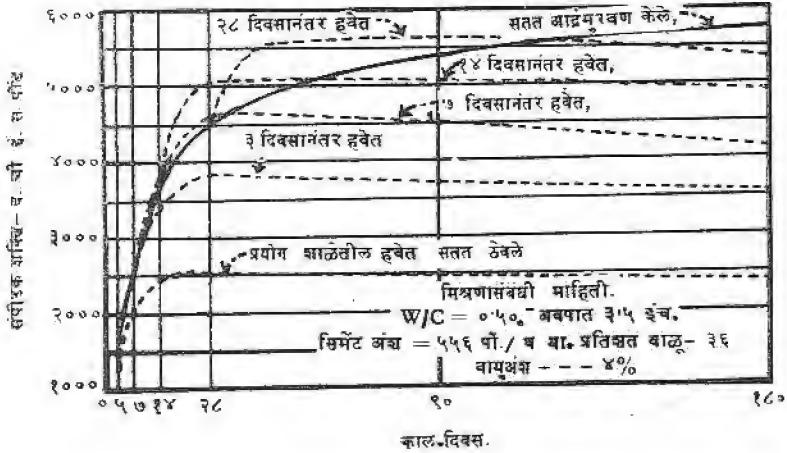 ६०००
५०००
४०००
३०००
२०००
१०००
संपीडक शक्ति— द. चौ इं. स. पौंट
२८ दिवसानंतर हवेत
सतत आर्द्र केले,
१४ दिवसानंतर हवेत,
७ दिवसानंतर हवेत,
३ दिवसानंतर हवेत
प्रयोग शाळेतील हवेत सतत ठेवले
मिश्रणासंबंधी माहिती.
W/C = ०.५०. अवपात ३.५ इंच.
सिमेंट अंश = ५५६ पौं./ घ या. प्रतिशत वाळू- ३६
वायुअंश - - - ४%
० ५ ७ १४ २८ ९० १८०
काल-दिवस.